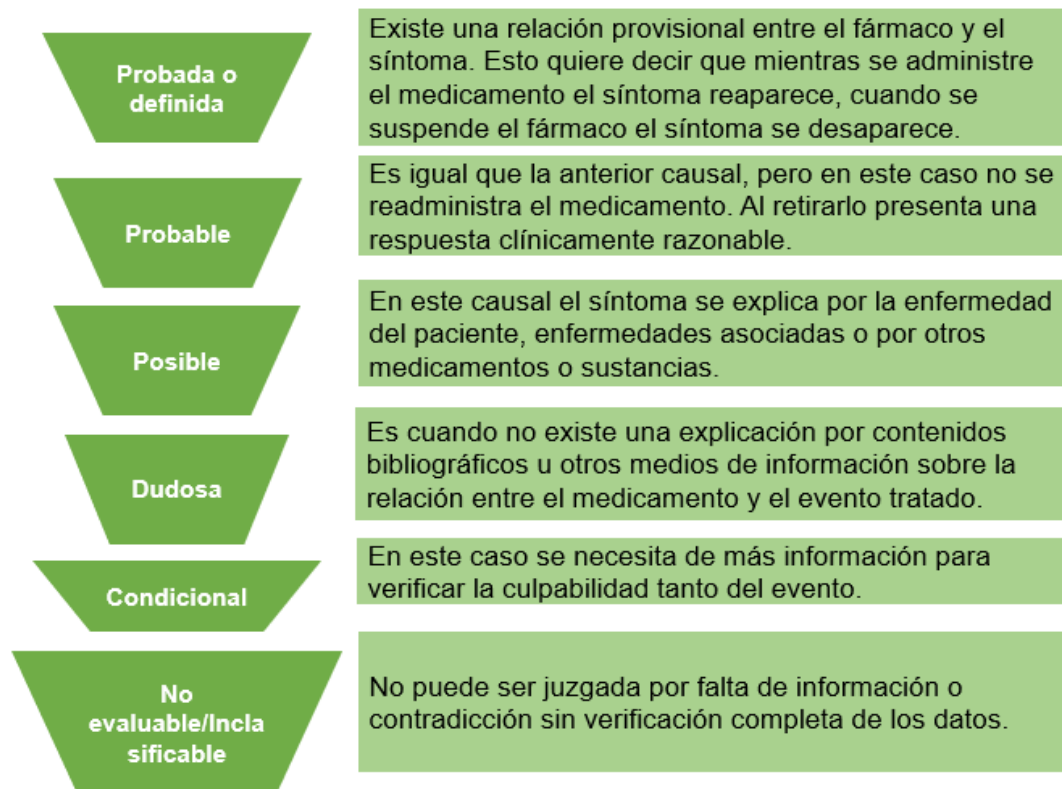 Probada o
definida
Existe una relación provisional entre el fármaco y el
síntoma. Esto quiere decir que mientras se administre
el medicamento el síntoma reaparece, cuando se
suspende el fármaco el síntoma se desaparece.
Probable
Es igual que la anterior causal, pero en este caso no se
readministra el medicamento. Al retirarlo presenta una
respuesta clínicamente razonable.
Posible
En este causal el síntoma se explica por la enfermedad
del paciente, enfermedades asociadas o por otros
medicamentos o sustancias.
Dudosa
Es cuando no existe una explicación por contenidos
bibliográficos u otros medios de información sobre la
relación entre el medicamento y el evento tratado.
Condicional
En este caso se necesita de más información para
verificar la culpabilidad tanto del evento.
No
evaluable/Incla
sificable
No puede ser juzgada por falta de información o
contradicción sin verificación completa de los datos.